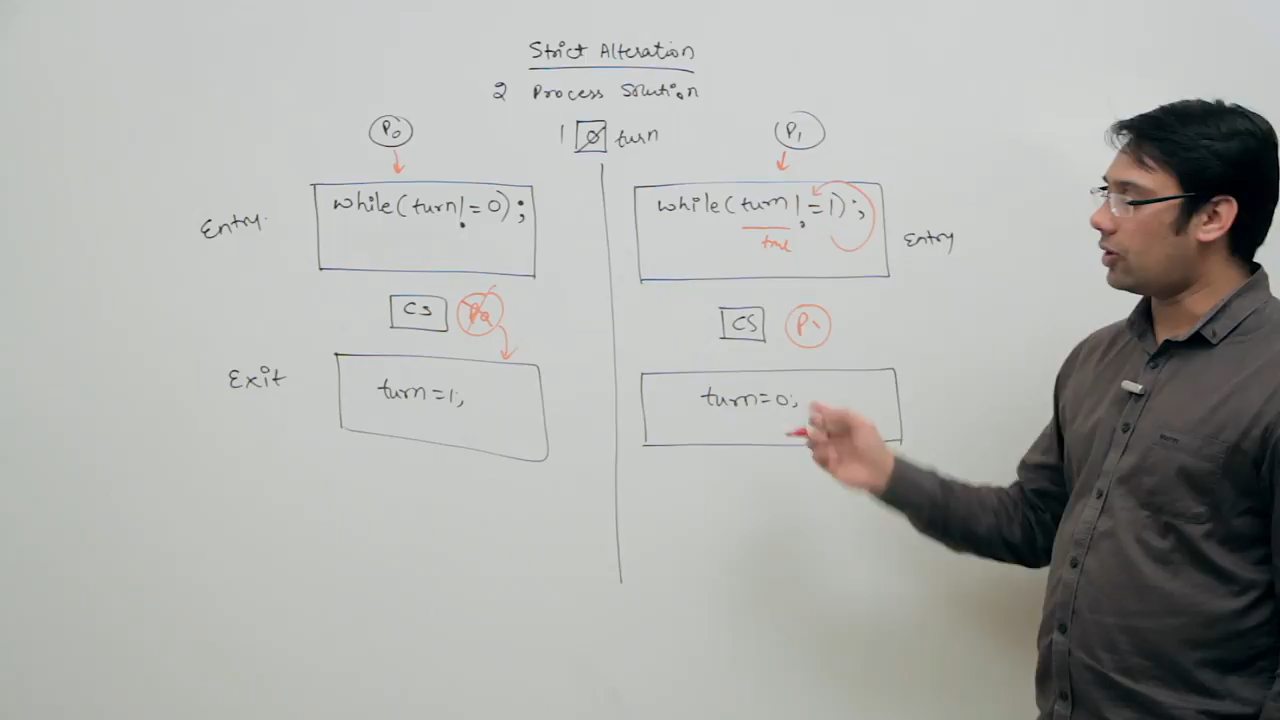 Strict Alteration
2 Process Solution
P0
1 0 turn
P1
Entry
while(turn!=0);
while(turn!=1);
true
Entry
CS
CS
P1
Exit
turn=1;
turn=0;